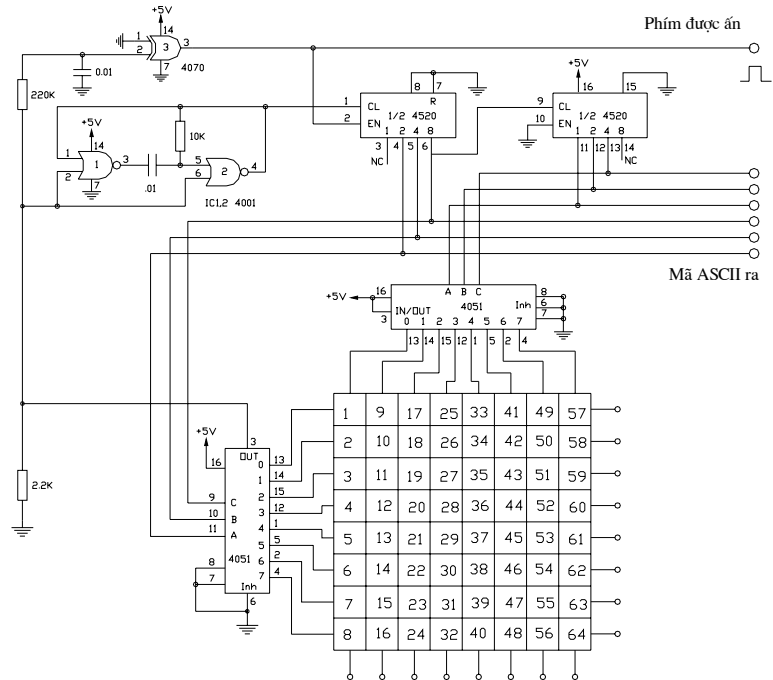 +5V
Phím được ấn
14
1
2
3
3
7
4070
0.01
220K
+5V
8 7
R
1 CL
2 EN
1/2 4520
1 2 4 8
3 4 5 6
NC
+5V
16 15
9 CL
10 EN
1/2 4520
1 2 4 8
11 12 13 14
NC
10K
+5V
14
1
2
1
3
7
.01
5
6
2
4
IC1,2 4001
Mã ASCII ra
+5V
16
3
A B C
IN/OUT 4051 Inh
8
6
7
0 1 2 3 4 5 6 7
13 14 15 12 1 5 2 4
1 9 17 25 33 41 49 57
2 10 18 26 34 42 50 58
3 11 19 27 35 43 51 59
4 12 20 28 36 44 52 60
5 13 21 29 37 45 53 61
6 14 22 30 38 46 54 62
7 15 23 31 39 47 55 63
8 16 24 32 40 48 56 64
+5V
16
3
OUT
0 13
1 14
2 15
3 12
4 1
5 5
6 2
7 4
9 C
10 B
11 A
4051
8
7
Inh
6
2.2K